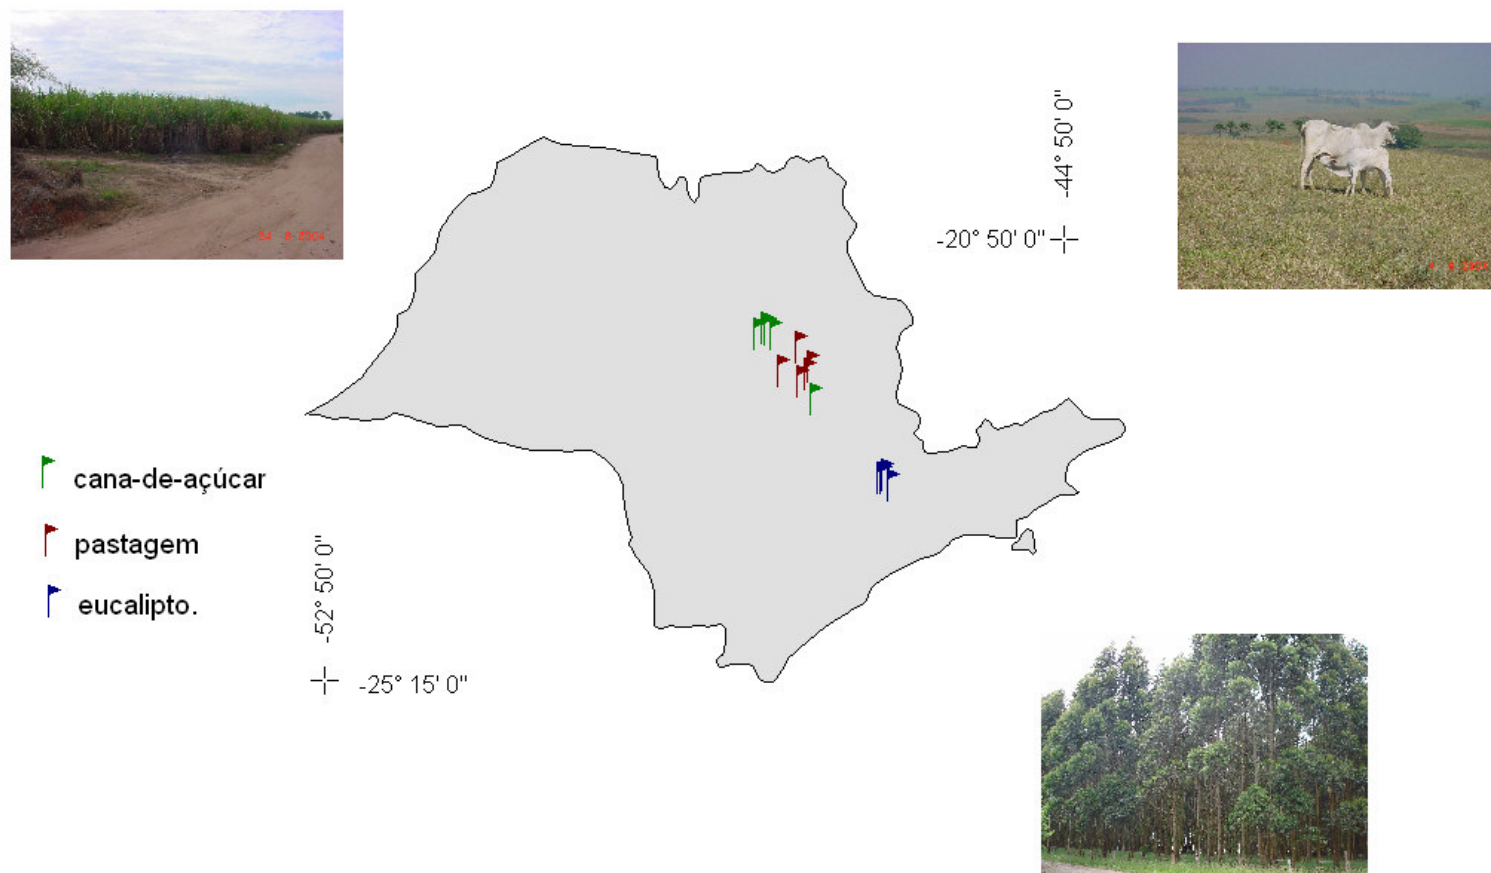 -44° 50' 0"
-20° 50' 0"
cana-de-açúcar
pastagem
eucalipto.
-52° 50' 0"
-25° 15' 0"